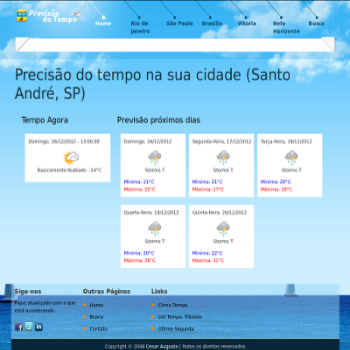 Previsão do Tempo
Home
Rio de Janeiro
São Paulo
Brasília
Vitoria
Belo Horizonte
Busca
Precisão do tempo na sua cidade (Santo André, SP)
Tempo Agora
Previsão próximos dias
Domingo, 16/12/2012 - 13:00:00
Basicamente Nublado - 24°C
Domingo, 16/12/2012
Storms T
Mínima: 21°C
Máxima: 25°C
Segunda-Feira, 17/12/2012
Storms T
Mínima: 21°C
Máxima: 27°C
Terça-Feira, 18/12/2012
Storms T
Mínima: 20°C
Máxima: 28°C
Quarta-Feira, 19/12/2012
Storms T
Mínima: 20°C
Máxima: 28°C
Quinta-Feira, 20/12/2012
Storms T
Mínima: 22°C
Máxima: 31°C
Siga-nos
Fique atualizado com o que está acontecendo.
Outras Páginas
Home
Busca
Contato
Links
Clima Tempo
Uol Tempo, Trânsito
Último Segundo
Copyright © 2048 Cesar Augusto | Todos os direitos reservados